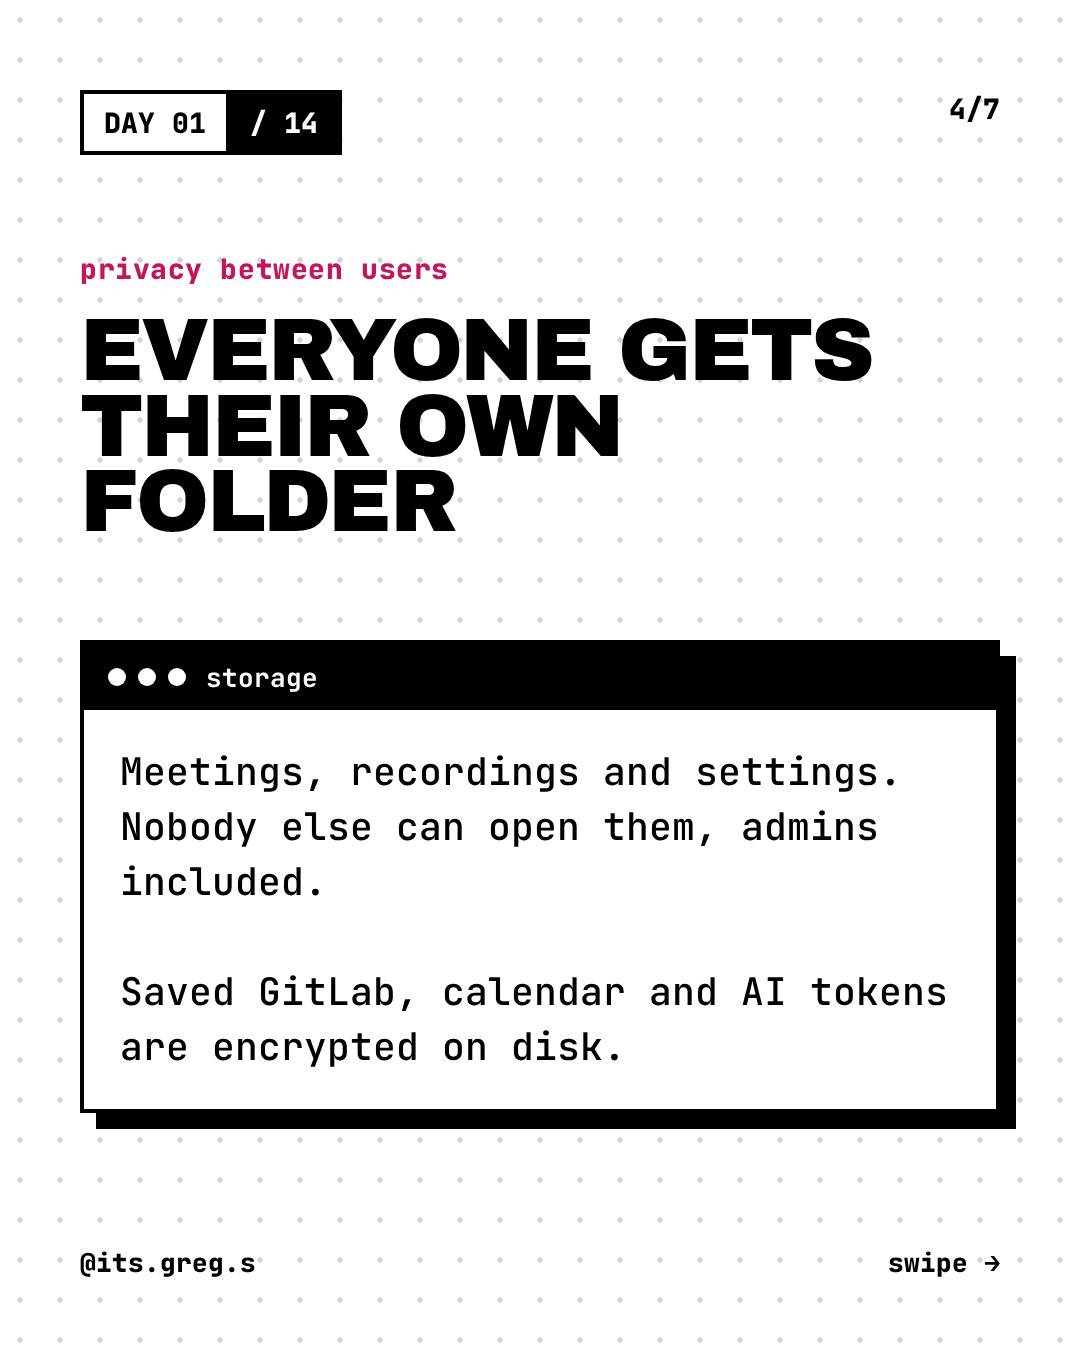 DAY 01 / 14
4/7
privacy between users
EVERYONE GETS
THEIR OWN
FOLDER
storage
Meetings, recordings and settings.
Nobody else can open them, admins
included.
Saved GitLab, calendar and AI tokens
are encrypted on disk.
@its.greg.s
swipe →